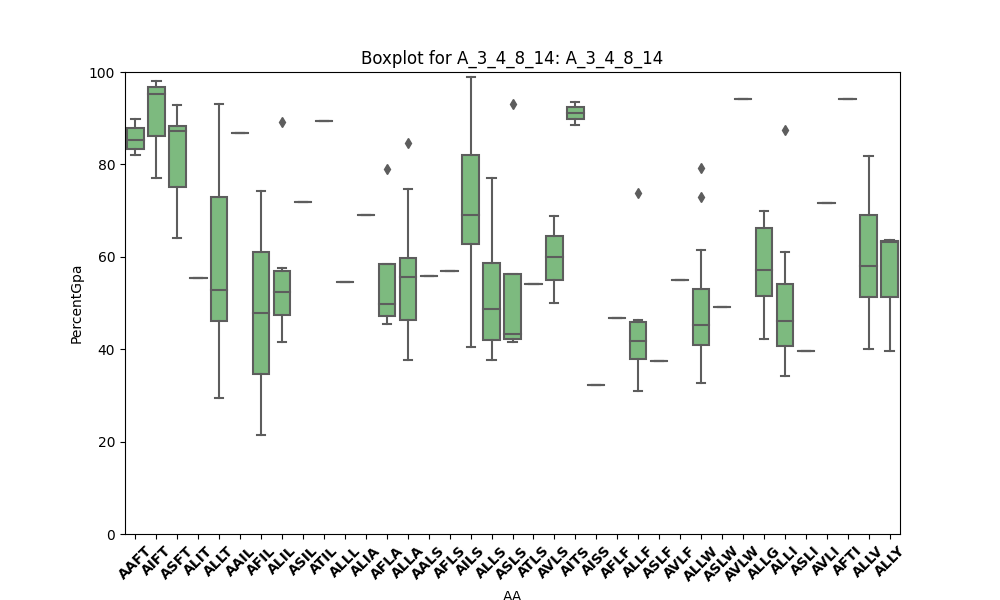 Boxplot for A_3_4_8_14: A_3_4_8_14
PercentGpa
100
80
60
40
20
0
AAFT AIFT ASFT ALIT ALLT AAIL AFIL ALIL ASIL ATIL ALLL ALIA AFLA ALLA AALS AFLS AILS ALLS ASLS ATLS AVLS AITS AISS AFLF ALLF ASLF AVLF ALLW ASLW AVLW ALLG ALLI ASLI AVLI AFTI ALLV ALLY
AA